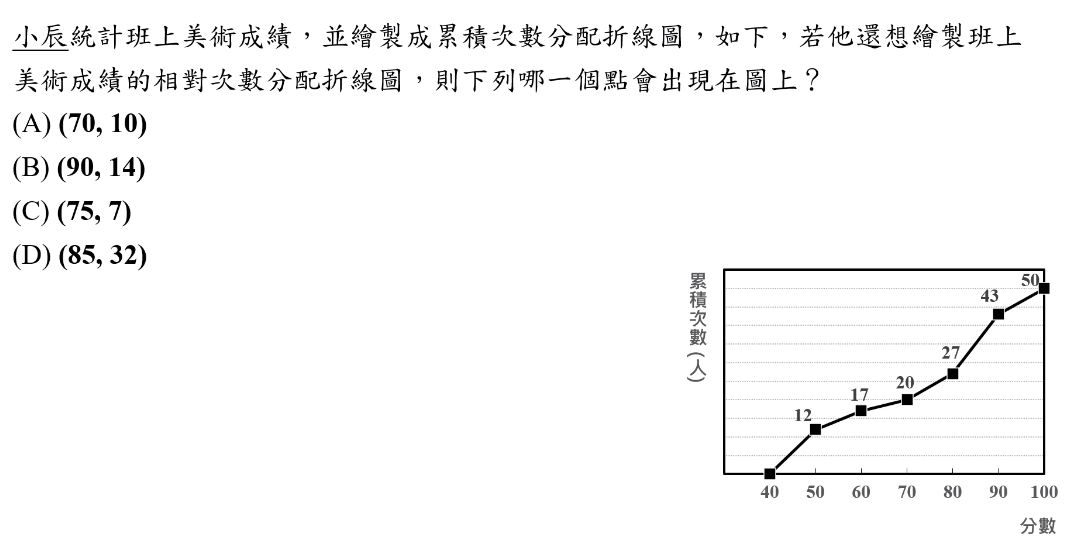 小辰統計班上美術成績，並繪製成累積次數分配折線圖，如下，若他還想繪製班上
美術成績的相對次數分配折線圖，則下列哪一個點會出現在圖上？
(A) (70, 10)
(B) (90, 14)
(C) (75, 7)
(D) (85, 32)
累積次數(人)
50
43
27
20
17
12
40 50 60 70 80 90 100
分數